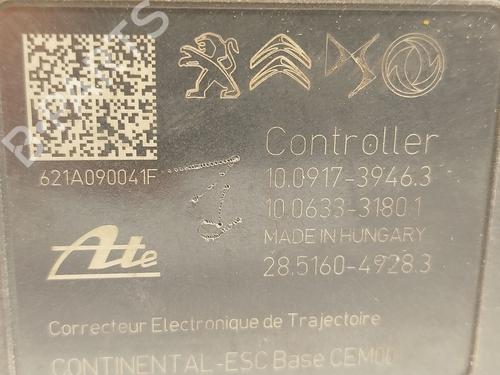 Controller
621A090041F
10.0917-3946.3
10.0633-3180.1
MADE IN HUNGARY
28.5160-4928.3
Ate
Correcteur Electronique de Trajectoire
CONTINENTAL-ESC Base CEM00